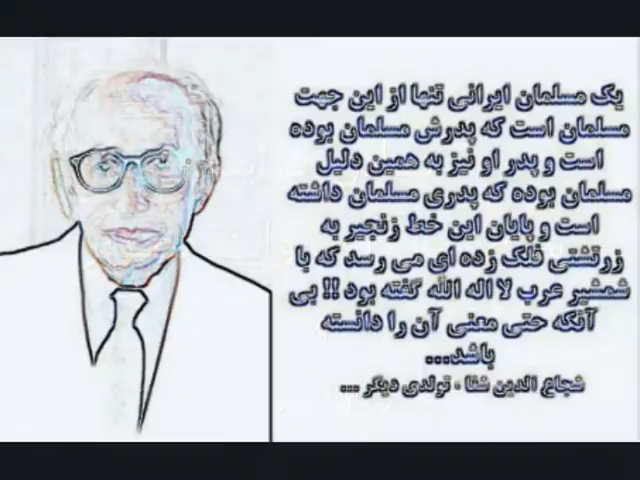 یک مسلمان ایرانی تنها از این جهت
مسلمان است که پدرش مسلمان بوده
است و پدر او نیز به همین دلیل
مسلمان بوده که پدری مسلمان داشته
است و پایان این خط زنجیر به
زرتشتی فلک زده ای می رسد که با
شمشیر عرب لا اله الله گفته بود !! بی
آنکه حتی معنی آن را دانسته
باشد...
شجاع الدین شفا ، تولدی دیگر ...